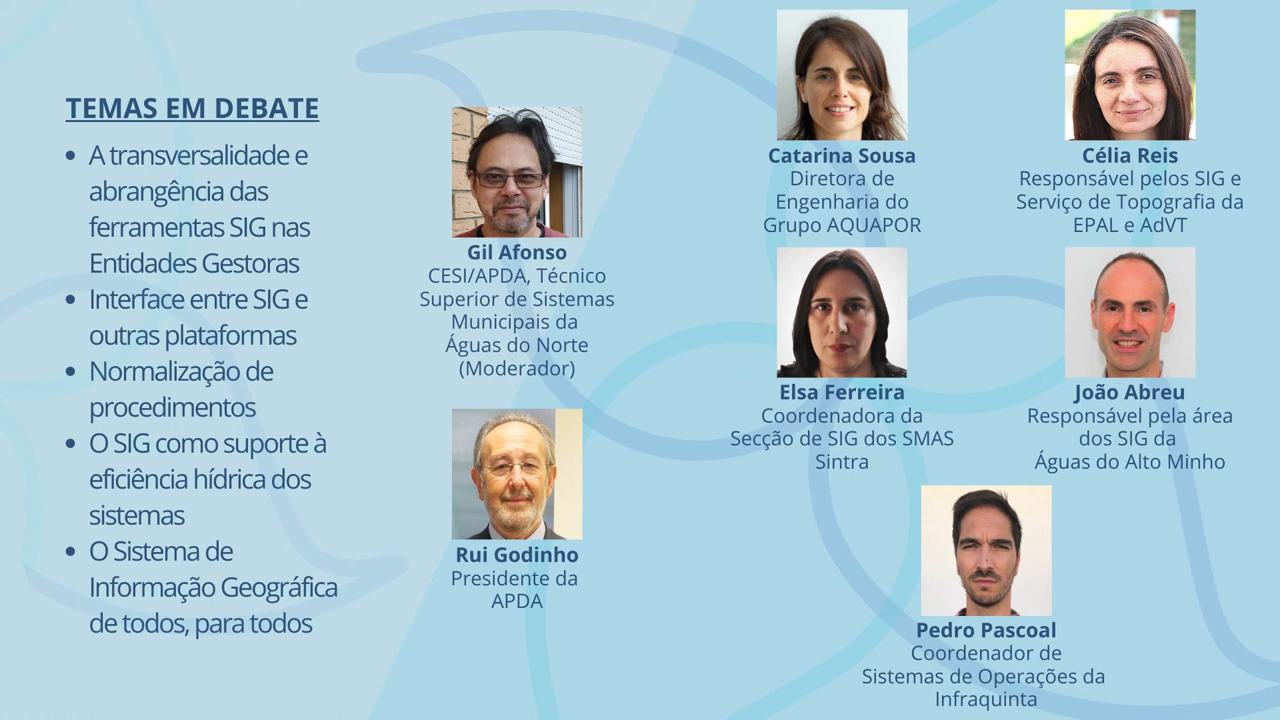 TEMAS EM DEBATE
• A transversalidade e
abrangência das
ferramentas SIG nas
Entidades Gestoras
• Interface entre SIG e
outras plataformas
• Normalização de
procedimentos
• O SIG como suporte à
eficiência hídrica dos
sistemas
• O Sistema de
Informação Geográfica
de todos, para todos
Gil Afonso
CESI/APDA, Técnico
Superior de Sistemas
Municipais da
Águas do Norte
(Moderador)
Rui Godinho
Presidente da
APDA
Catarina Sousa
Diretora de
Engenharia do
Grupo AQUAPOR
Célia Reis
Responsável pelos SIG e
Serviço de Topografia da
EPAL e AdVT
Elsa Ferreira
Coordenadora da
Secção de SIG dos SMAS
Sintra
João Abreu
Responsável pela área
dos SIG da
Águas do Alto Minho
Pedro Pascoal
Coordenador de
Sistemas de Operações da
Infraquinta